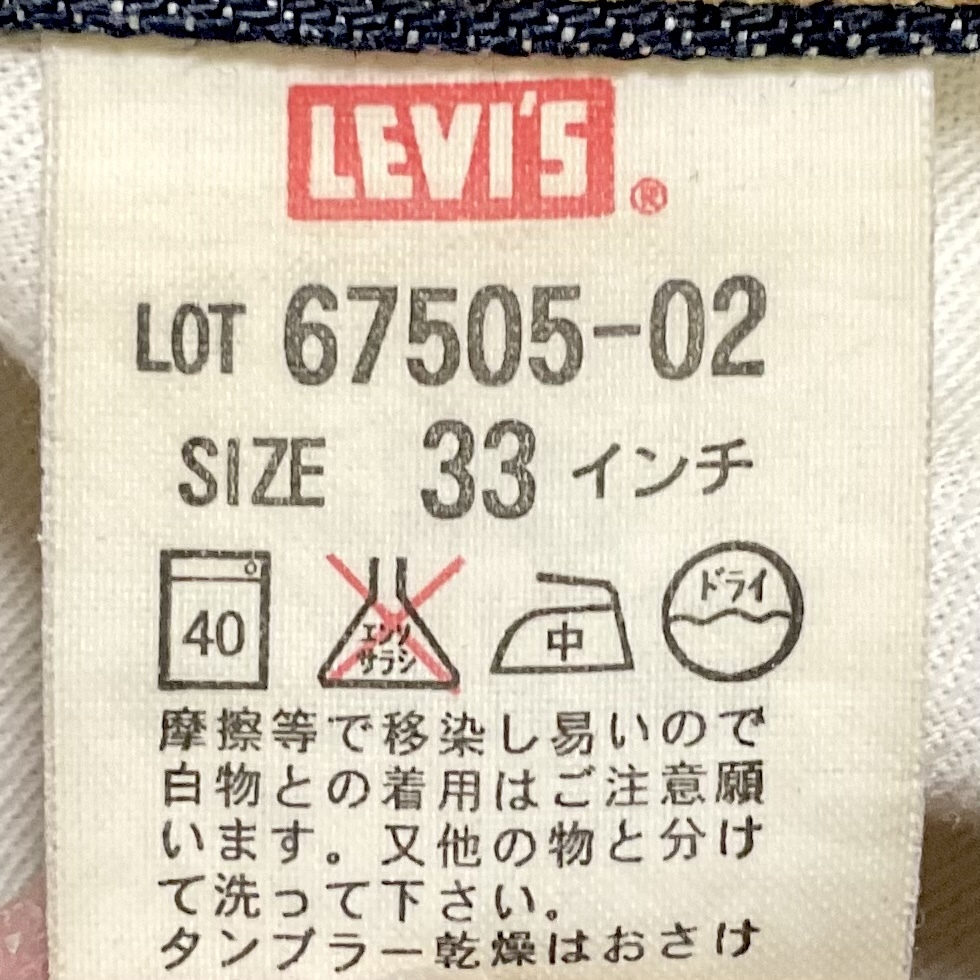 LEVI'S®
LOT 67505-02
SIZE 33 インチ
40 エンソ サラシ 中 ドライ
摩擦等で移染し易いので
白物との着用はご注意願
います。又他の物と分け
て洗って下さい。
タンブラー乾燥はおさけ